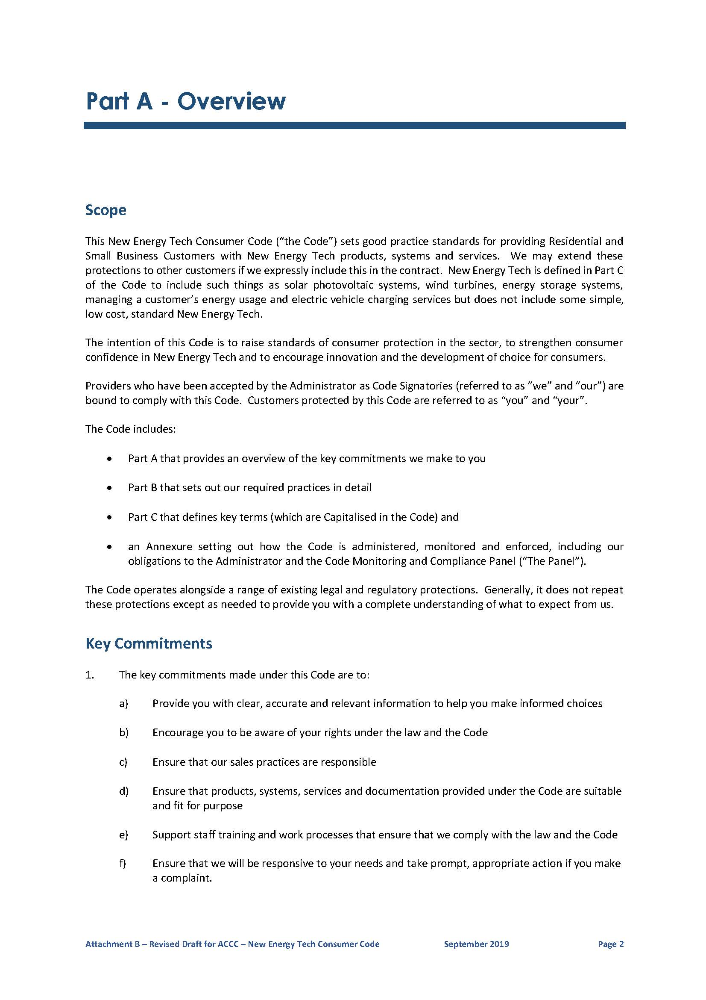 Part A - Overview
Scope
This New Energy Tech Consumer Code (“the Code”) sets good practice standards for providing Residential and
Small Business Customers with New Energy Tech products, systems and services.  We may extend these
protections to other customers if we expressly include this in the contract.  New Energy Tech is defined in Part C
of the Code to include such things as solar photovoltaic systems, wind turbines, energy storage systems,
managing a customer’s energy usage and electric vehicle charging services but does not include some simple,
low cost, standard New Energy Tech.
The intention of this Code is to raise standards of consumer protection in the sector, to strengthen consumer
confidence in New Energy Tech and to encourage innovation and the development of choice for consumers.
Providers who have been accepted by the Administrator as Code Signatories (referred to as “we” and “our”) are
bound to comply with this Code.  Customers protected by this Code are referred to as “you” and “your”.
The Code includes:
• Part A that provides an overview of the key commitments we make to you
• Part B that sets out our required practices in detail
• Part C that defines key terms (which are Capitalised in the Code) and
• an Annexure setting out how the Code is administered, monitored and enforced, including our
obligations to the Administrator and the Code Monitoring and Compliance Panel (“The Panel”).
The Code operates alongside a range of existing legal and regulatory protections.  Generally, it does not repeat
these protections except as needed to provide you with a complete understanding of what to expect from us.
Key Commitments
1. The key commitments made under this Code are to:
a) Provide you with clear, accurate and relevant information to help you make informed choices
b) Encourage you to be aware of your rights under the law and the Code
c) Ensure that our sales practices are responsible
d) Ensure that products, systems, services and documentation provided under the Code are suitable
and fit for purpose
e) Support staff training and work processes that ensure that we comply with the law and the Code
f) Ensure that we will be responsive to your needs and take prompt, appropriate action if you make
a complaint.
Attachment B – Revised Draft for ACCC – New Energy Tech Consumer Code September 2019 Page 2